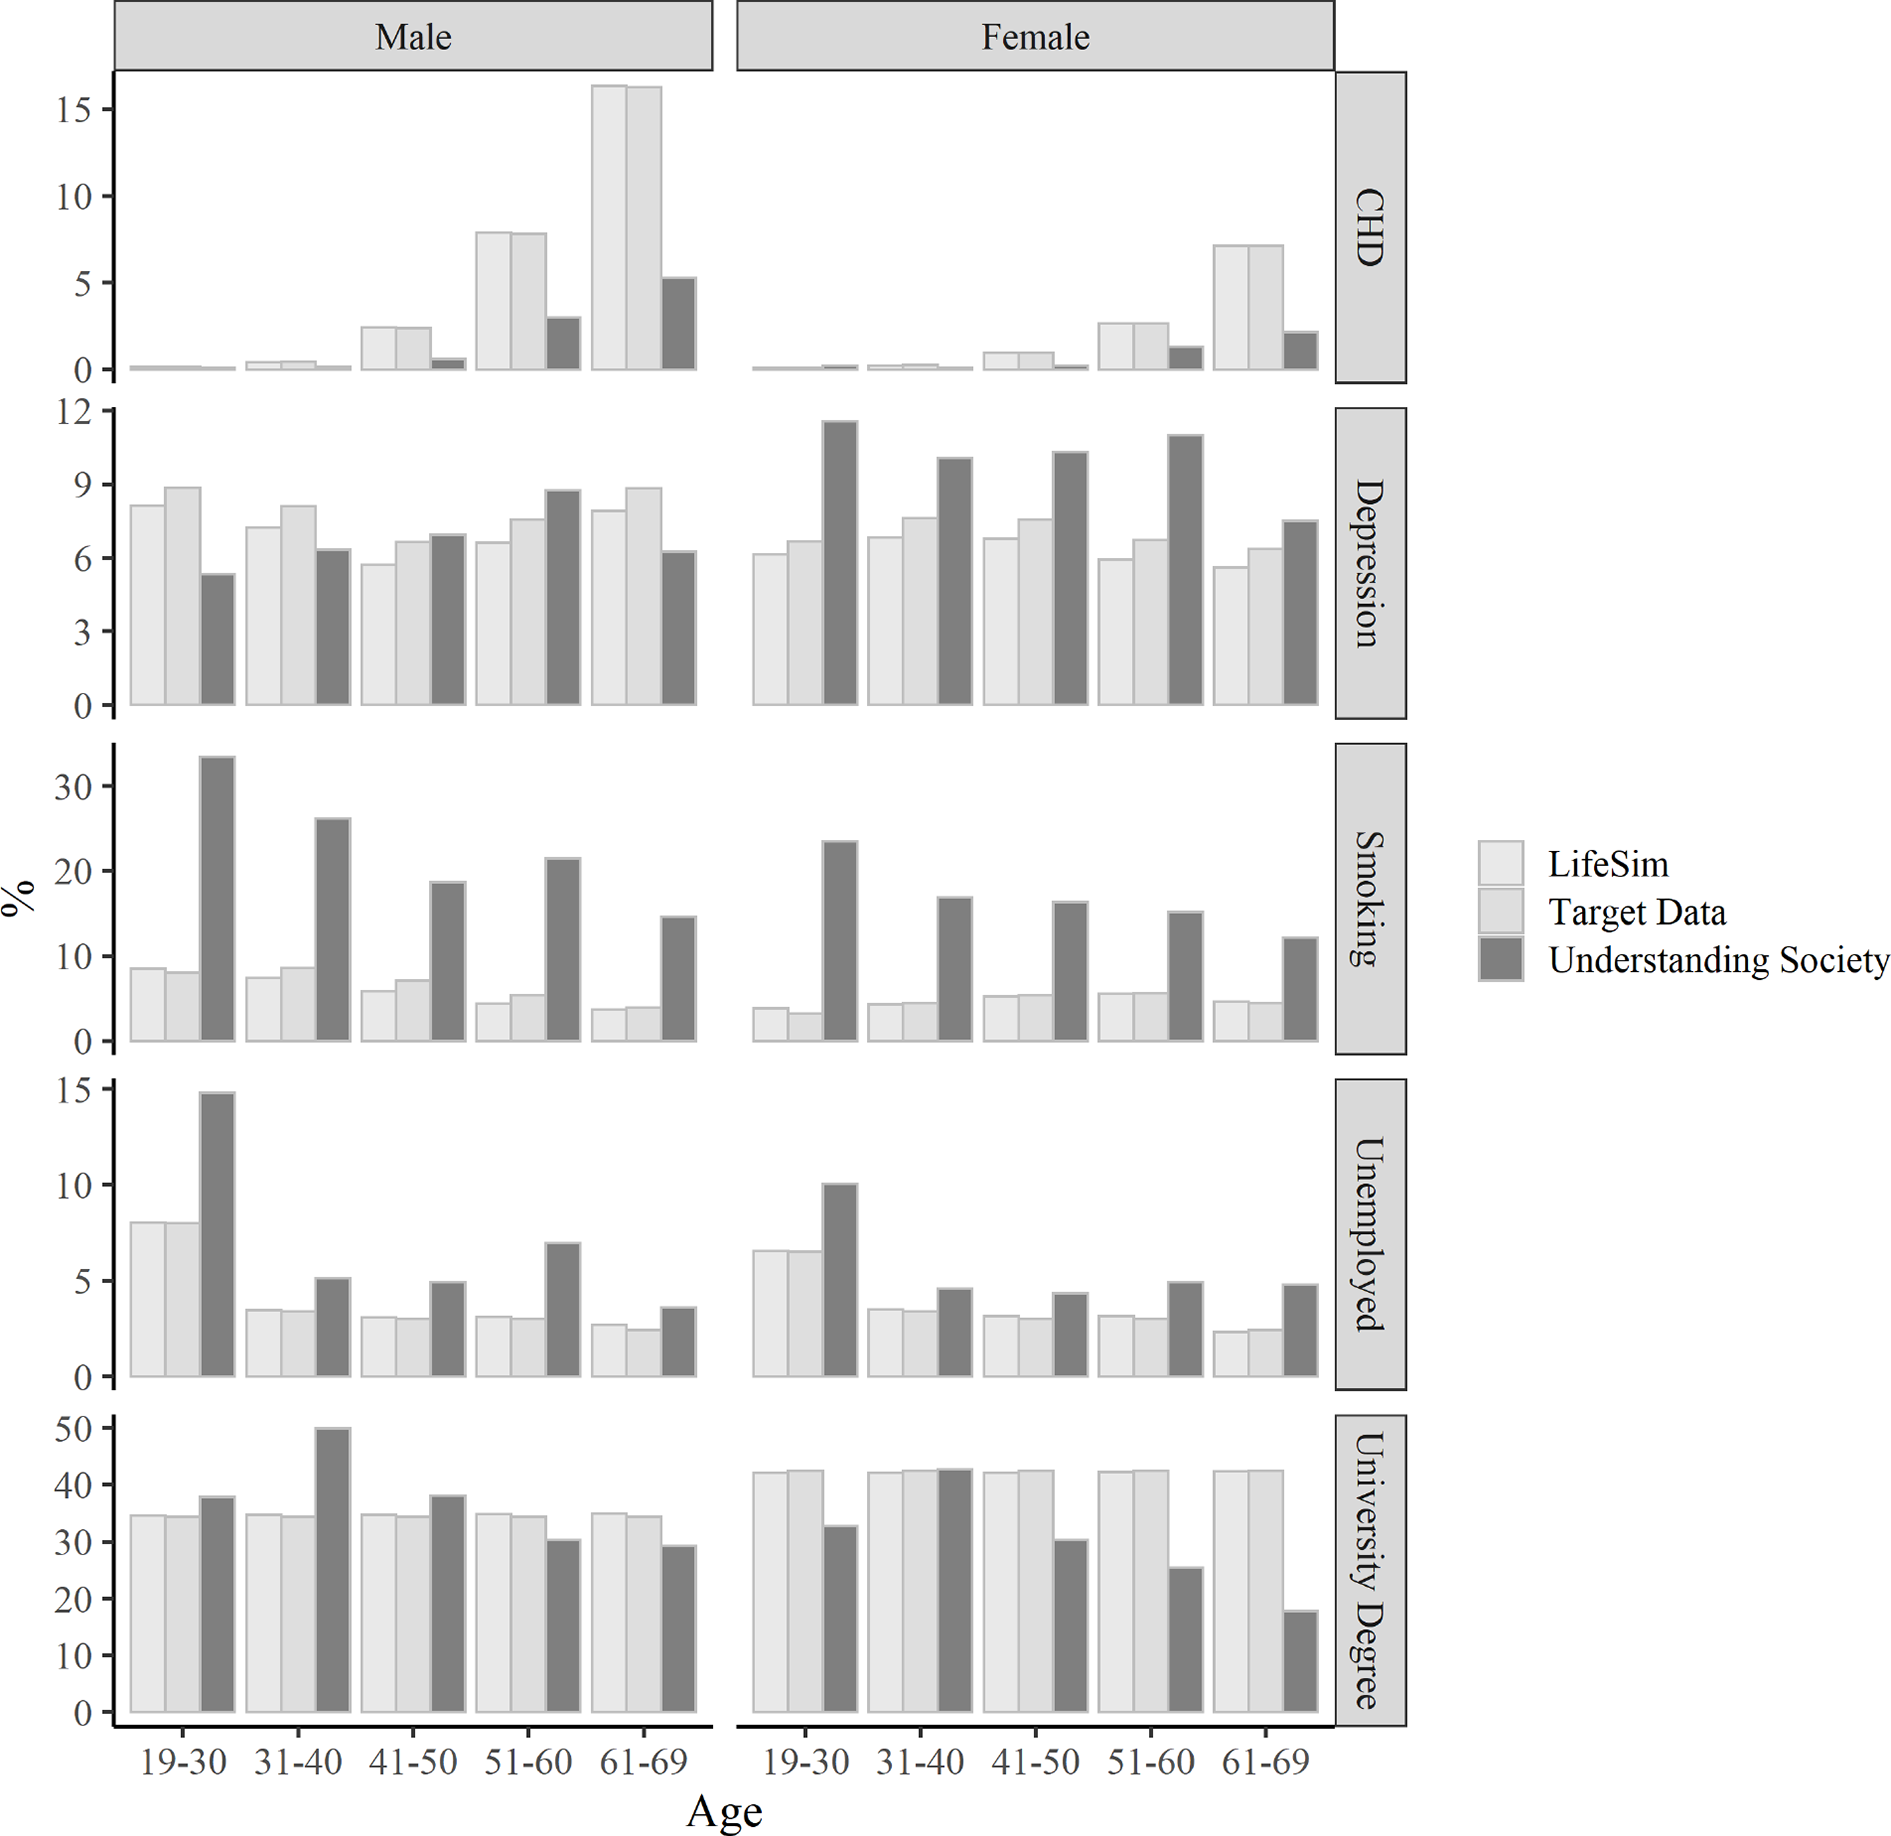 Male Female
15
10
5
0
CHD
12
9
6
3
0
Depression
30
20
10
0
Smoking
%
LifeSim
Target Data
Understanding Society
15
10
5
0
Unemployed
50
40
30
20
10
0
University Degree
19-30 31-40 41-50 51-60 61-69 19-30 31-40 41-50 51-60 61-69
Age